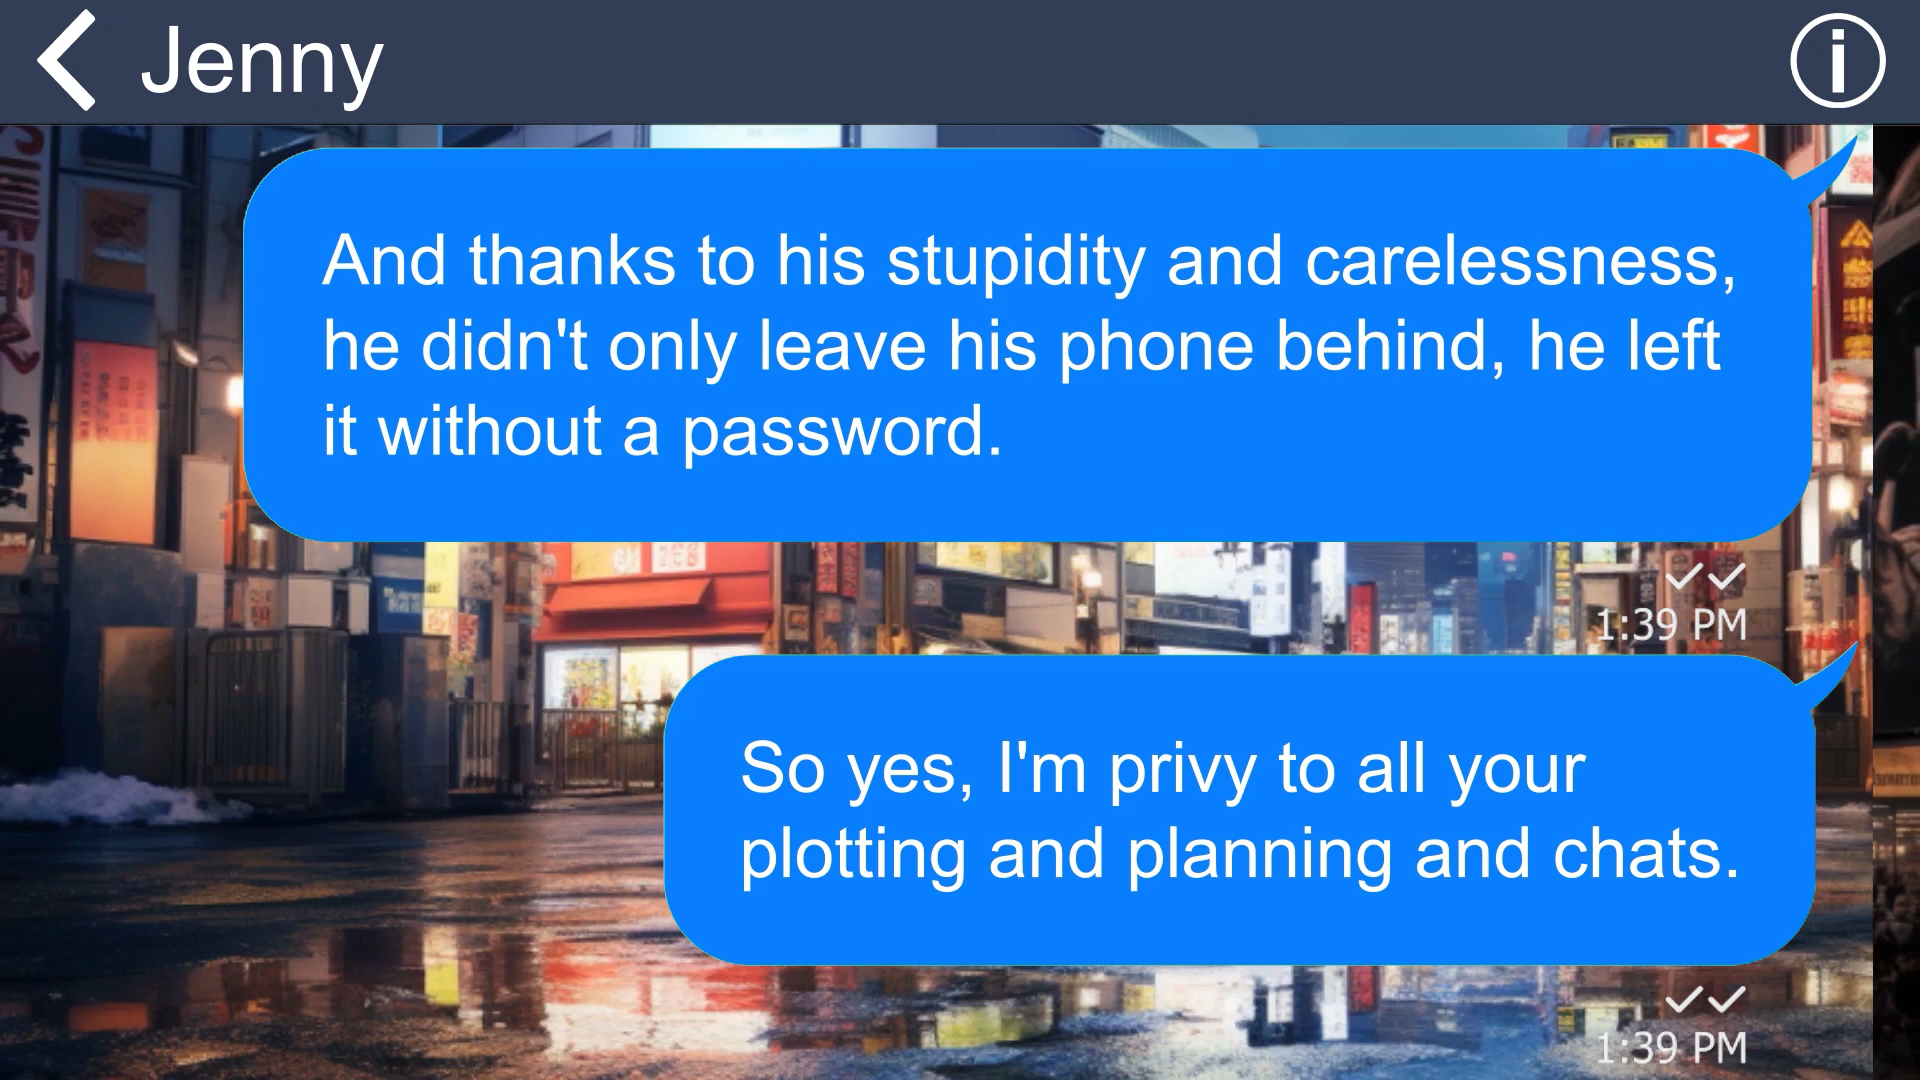 Jenny
And thanks to his stupidity and carelessness,
he didn't only leave his phone behind, he left
it without a password.
1:39 PM
So yes, I'm privy to all your
plotting and planning and chats.
1:39 PM